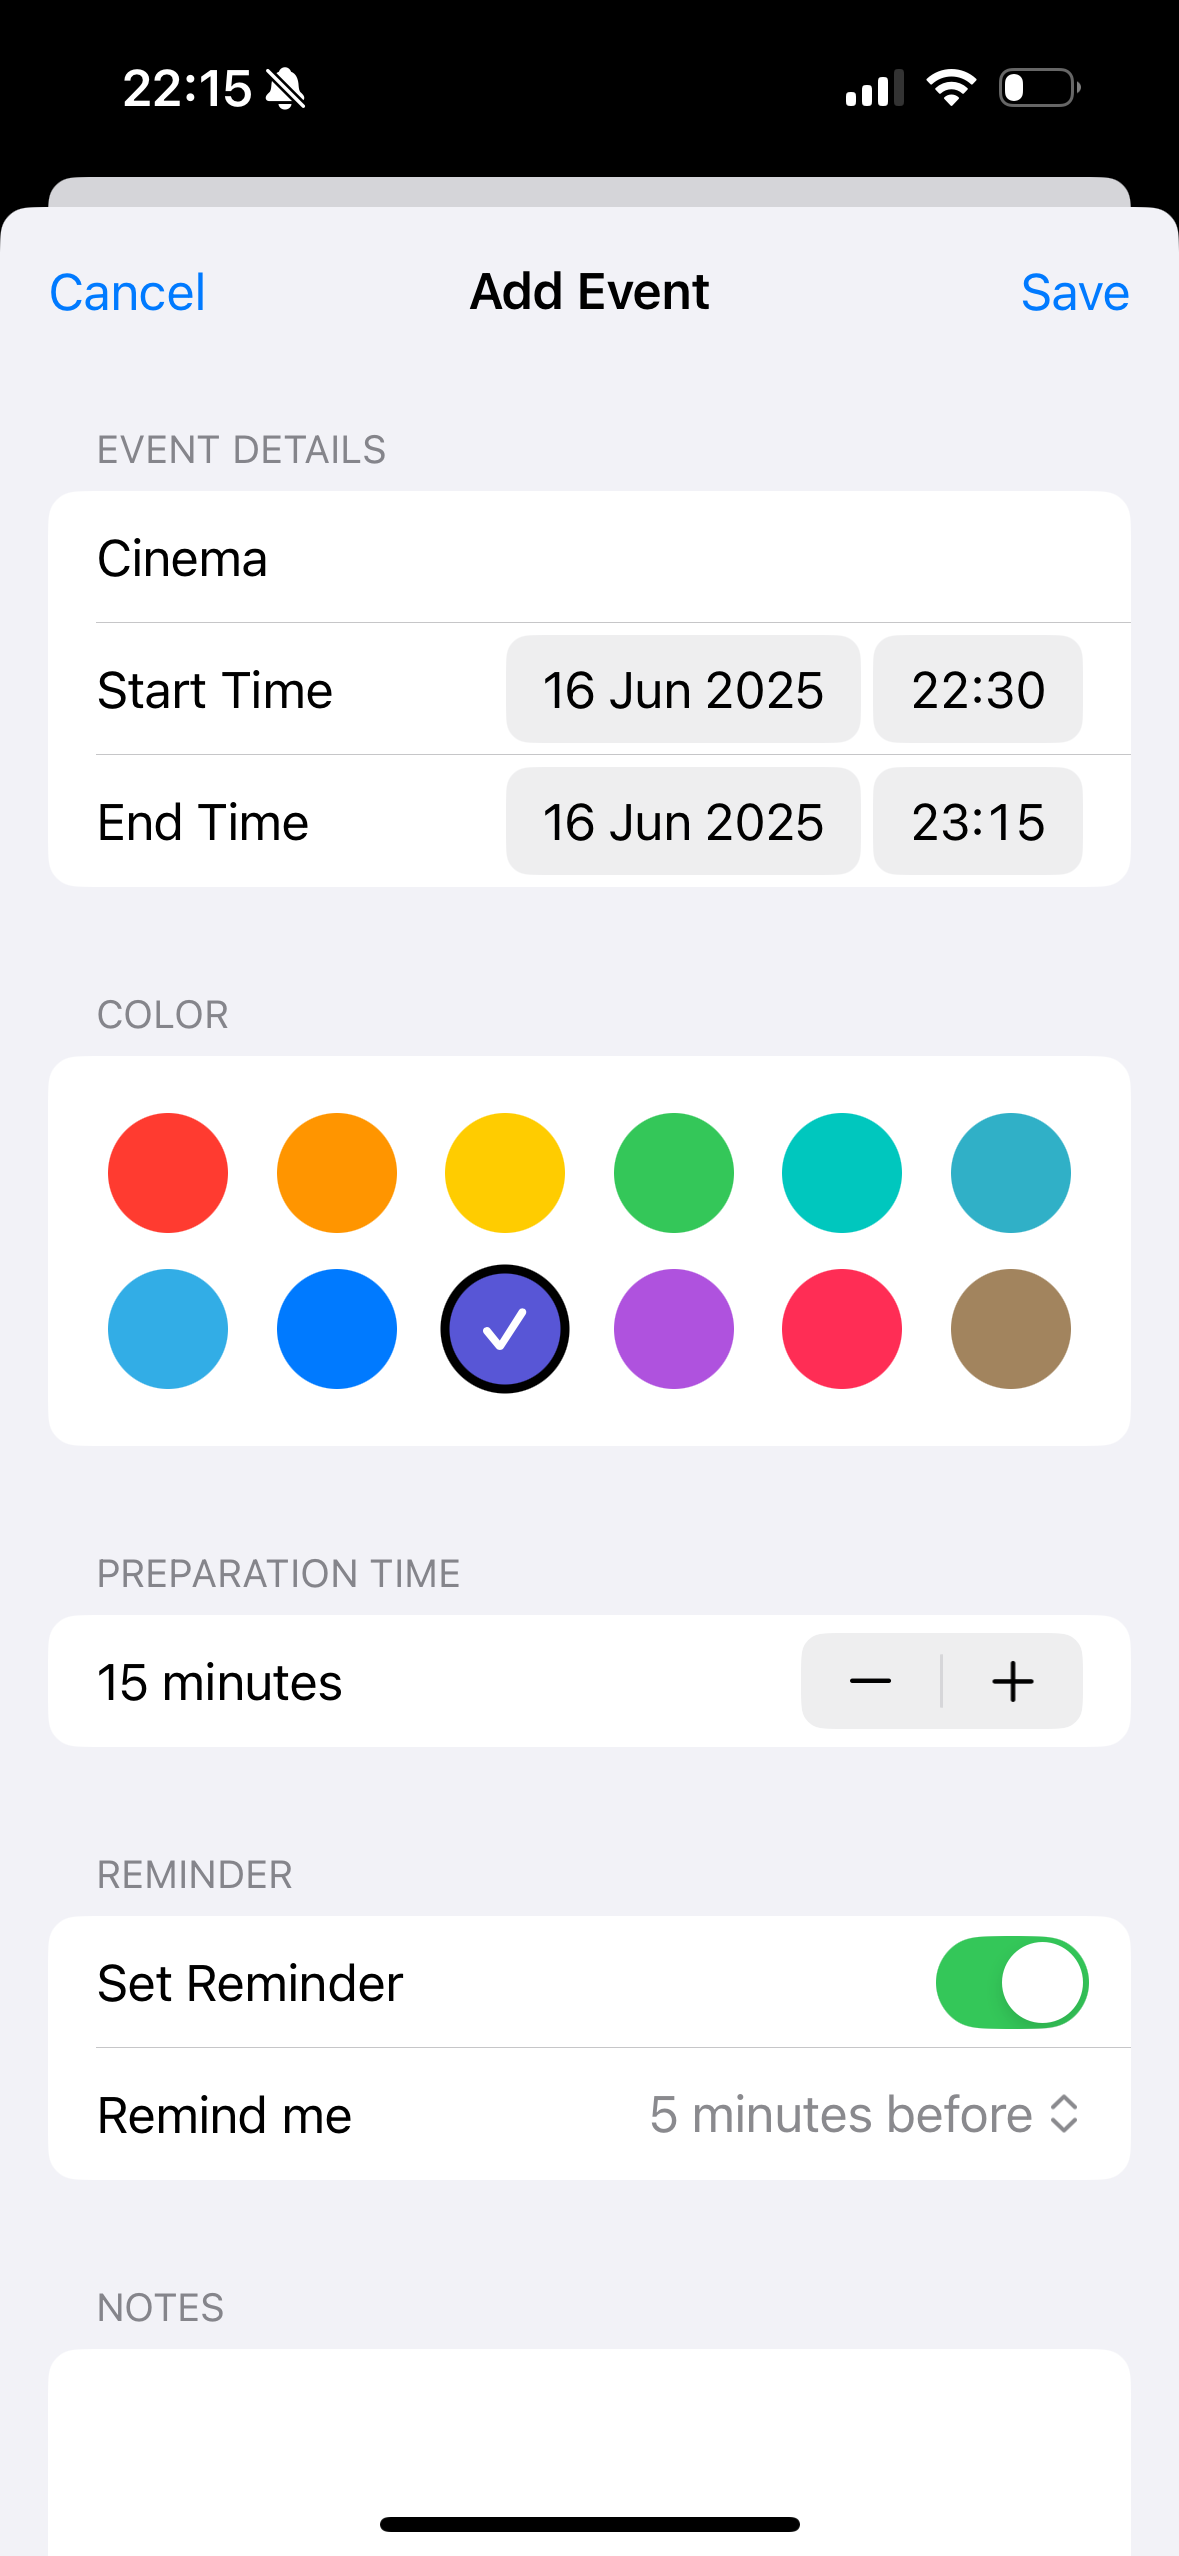 22:15
Cancel Add Event Save
EVENT DETAILS
Cinema
Start Time 16 Jun 2025 22:30
End Time 16 Jun 2025 23:15
COLOR
PREPARATION TIME
15 minutes
REMINDER
Set Reminder
Remind me 5 minutes before
NOTES